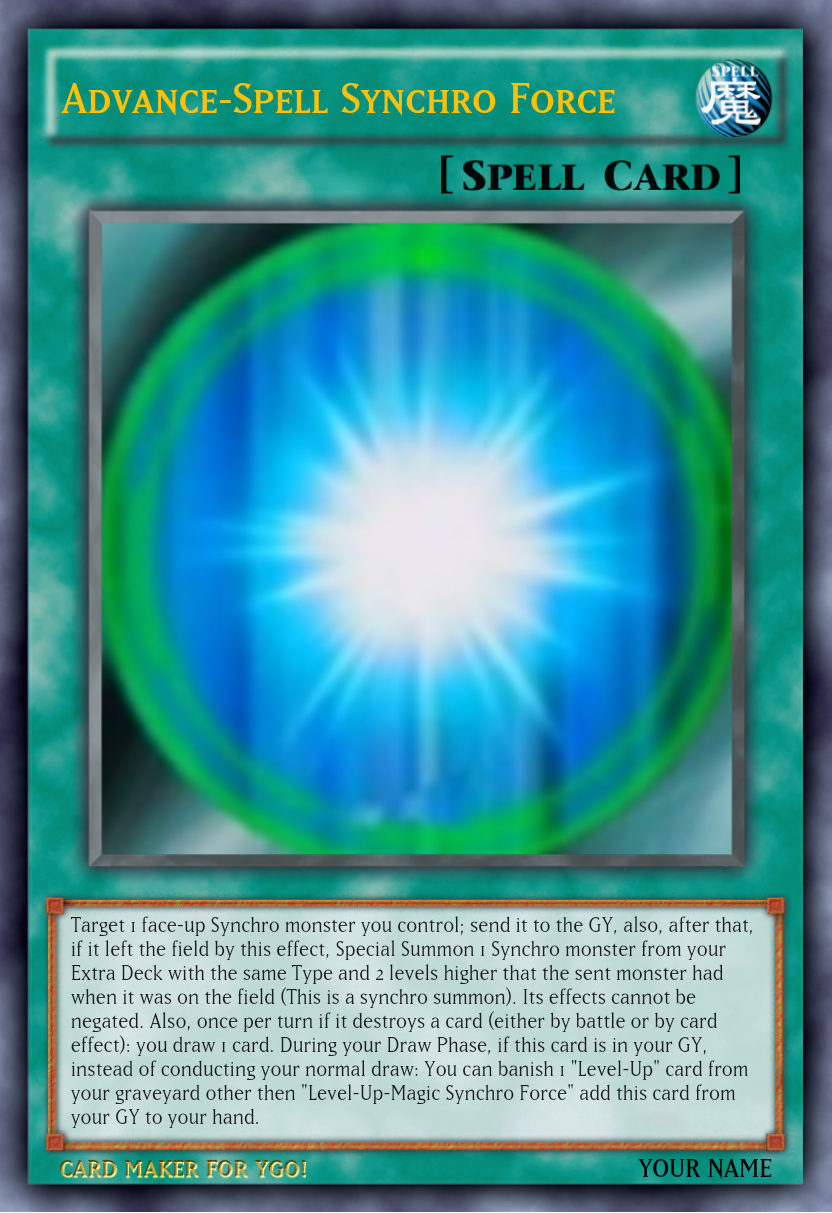 Advance-Spell Synchro Force
SPELL
魔
[Spell Card]
Target 1 face-up Synchro monster you control; send it to the GY, also, after that,
if it left the field by this effect, Special Summon 1 Synchro monster from your
Extra Deck with the same Type and 2 levels higher that the sent monster had
when it was on the field (This is a synchro summon). Its effects cannot be
negated. Also, once per turn if it destroys a card (either by battle or by card
effect): you draw 1 card. During your Draw Phase, if this card is in your GY,
instead of conducting your normal draw: You can banish 1 "Level-Up" card from
your graveyard other then "Level-Up-Magic Synchro Force" add this card from
your GY to your hand.
CARD MAKER FOR YGO! YOUR NAME